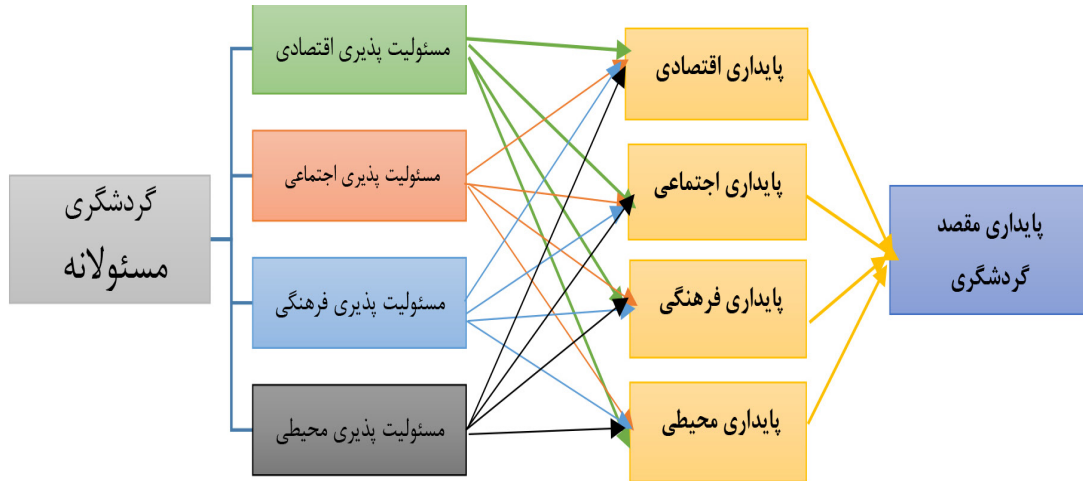 گردشگری
مسئولانه
مسئولیت پذیری اقتصادی
مسئولیت پذیری اجتماعی
مسئولیت پذیری فرهنگی
مسئولیت پذیری محیطی
پایداری اقتصادی
پایداری اجتماعی
پایداری فرهنگی
پایداری محیطی
پایداری مقصد
گردشگری